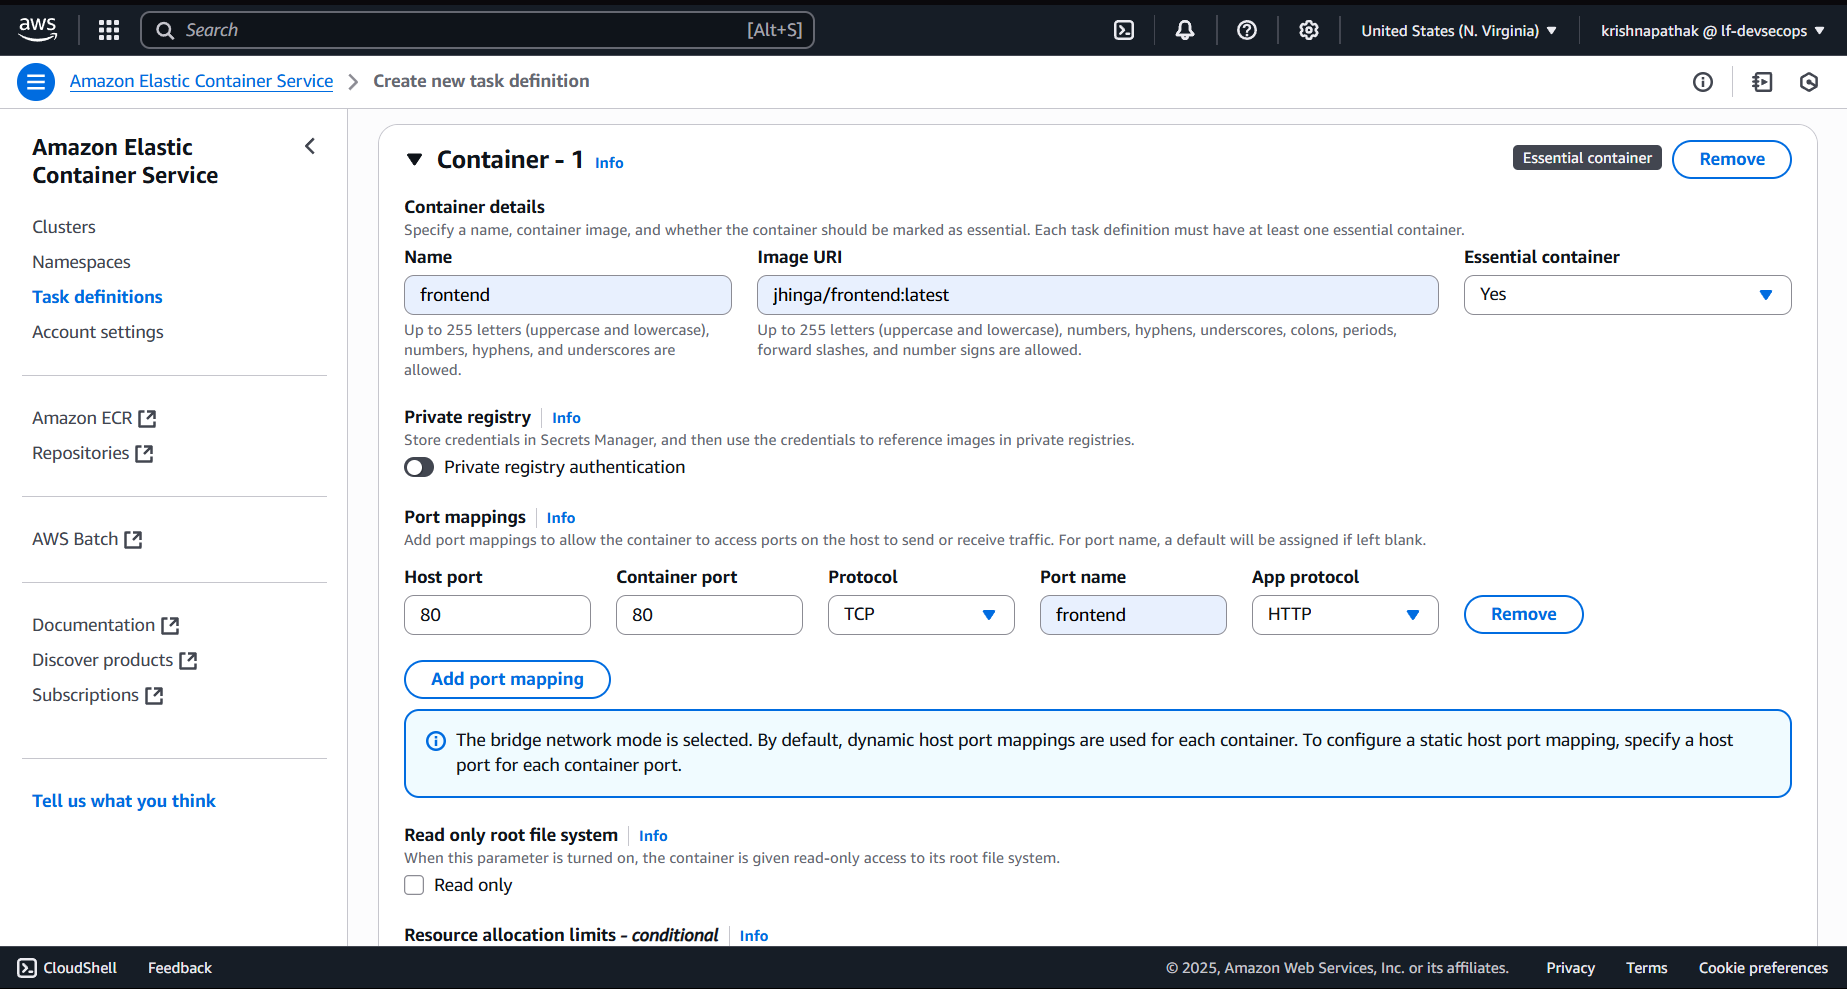 aws
Search [Alt+S]
United States (N. Virginia)
krishnapathak @ lf-devsecops
Amazon Elastic Container Service
Create new task definition
Amazon Elastic
Container Service
Clusters
Namespaces
Task definitions
Account settings
Amazon ECR
Repositories
AWS Batch
Documentation
Discover products
Subscriptions
Tell us what you think
Container - 1 Info
Essential container
Remove
Container details
Specify a name, container image, and whether the container should be marked as essential. Each task definition must have at least one essential container.
Name
frontend
Up to 255 letters (uppercase and lowercase),
numbers, hyphens, and underscores are
allowed.
Image URI
jhinga/frontend:latest
Up to 255 letters (uppercase and lowercase), numbers, hyphens, underscores, colons, periods,
forward slashes, and number signs are allowed.
Essential container
Yes
Private registry Info
Store credentials in Secrets Manager, and then use the credentials to reference images in private registries.
Private registry authentication
Port mappings Info
Add port mappings to allow the container to access ports on the host to send or receive traffic. For port name, a default will be assigned if left blank.
Host port Container port Protocol Port name App protocol
80 80 TCP frontend HTTP Remove
Add port mapping
The bridge network mode is selected. By default, dynamic host port mappings are used for each container. To configure a static host port mapping, specify a host
port for each container port.
Read only root file system Info
When this parameter is turned on, the container is given read-only access to its root file system.
Read only
Resource allocation limits - conditional Info
CloudShell Feedback
© 2025, Amazon Web Services, Inc. or its affiliates. Privacy Terms Cookie preferences